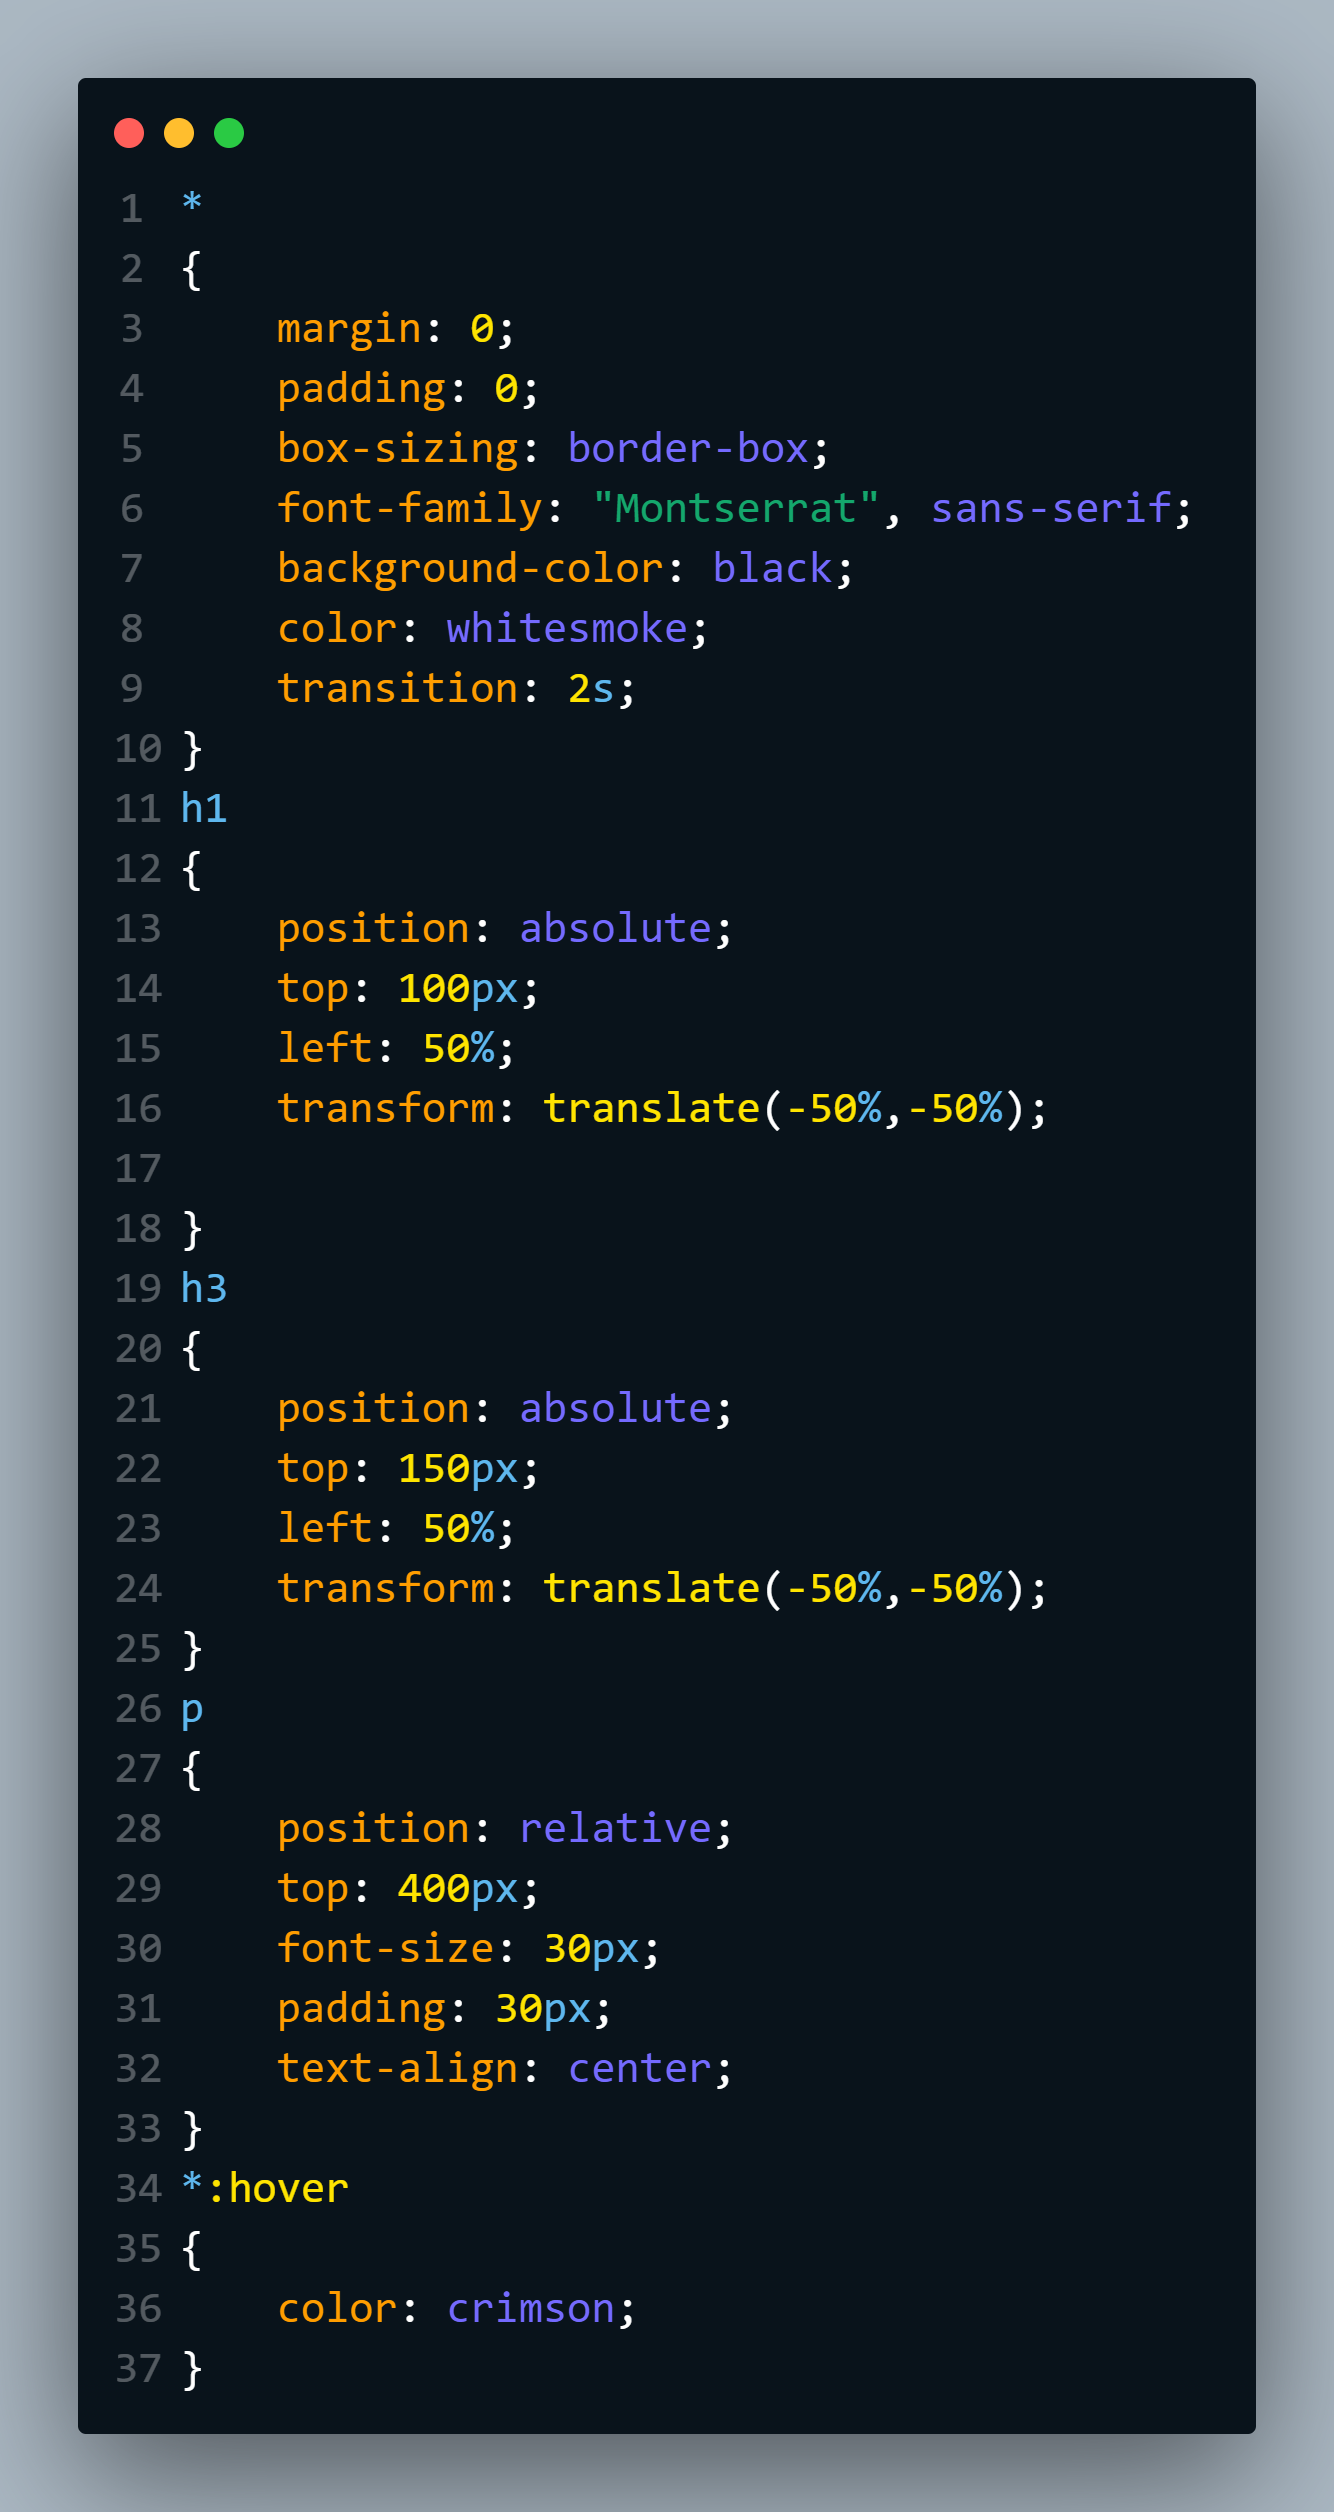 1 *
2 {
3     margin: 0;
4     padding: 0;
5     box-sizing: border-box;
6     font-family: "Montserrat", sans-serif;
7     background-color: black;
8     color: whitesmoke;
9     transition: 2s;
10 }
11 h1
12 {
13     position: absolute;
14     top: 100px;
15     left: 50%;
16     transform: translate(-50%,-50%);
17
18 }
19 h3
20 {
21     position: absolute;
22     top: 150px;
23     left: 50%;
24     transform: translate(-50%,-50%);
25 }
26 p
27 {
28     position: relative;
29     top: 400px;
30     font-size: 30px;
31     padding: 30px;
32     text-align: center;
33 }
34 *:hover
35 {
36     color: crimson;
37 }